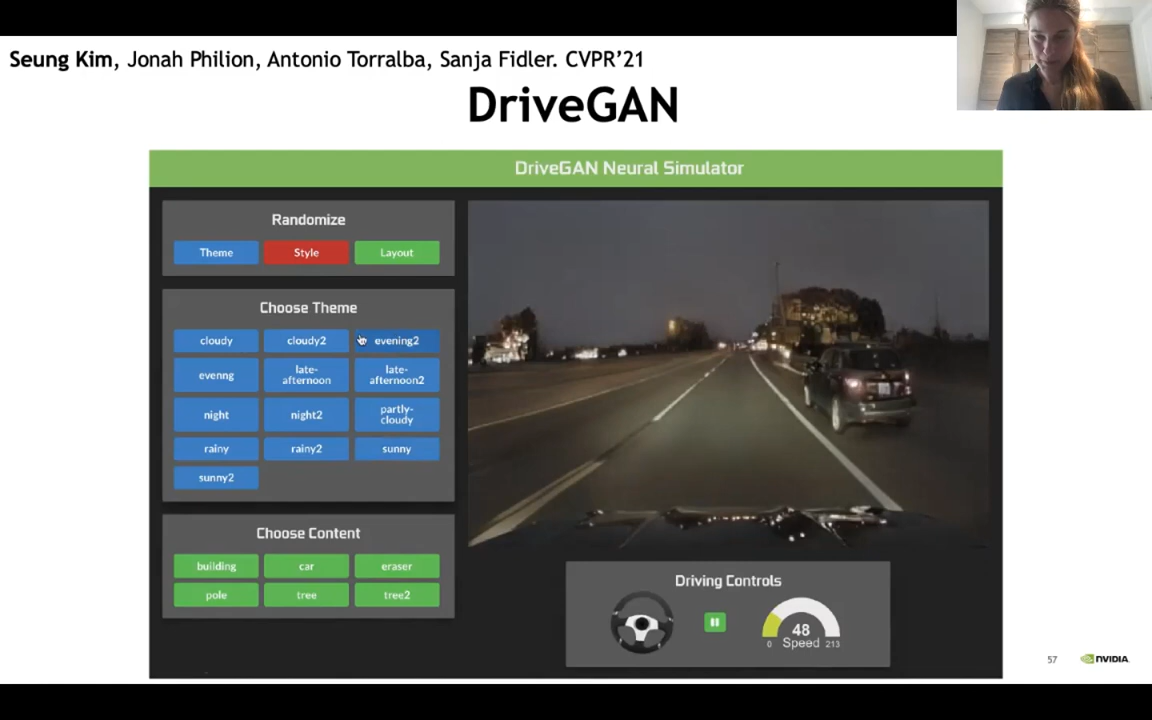 Seung Kim, Jonah Philion, Antonio Torralba, Sanja Fidler. CVPR'21
DriveGAN
DriveGAN Neural Simulator
Randomize
Theme Style Layout
Choose Theme
cloudy cloudy2 evening2
evenng late-afternoon late-afternoon2
night night2 partly-cloudy
rainy rainy2 sunny
sunny2
Choose Content
building car eraser
pole tree tree2
Driving Controls
48
0 Speed 213
57 NVIDIA.